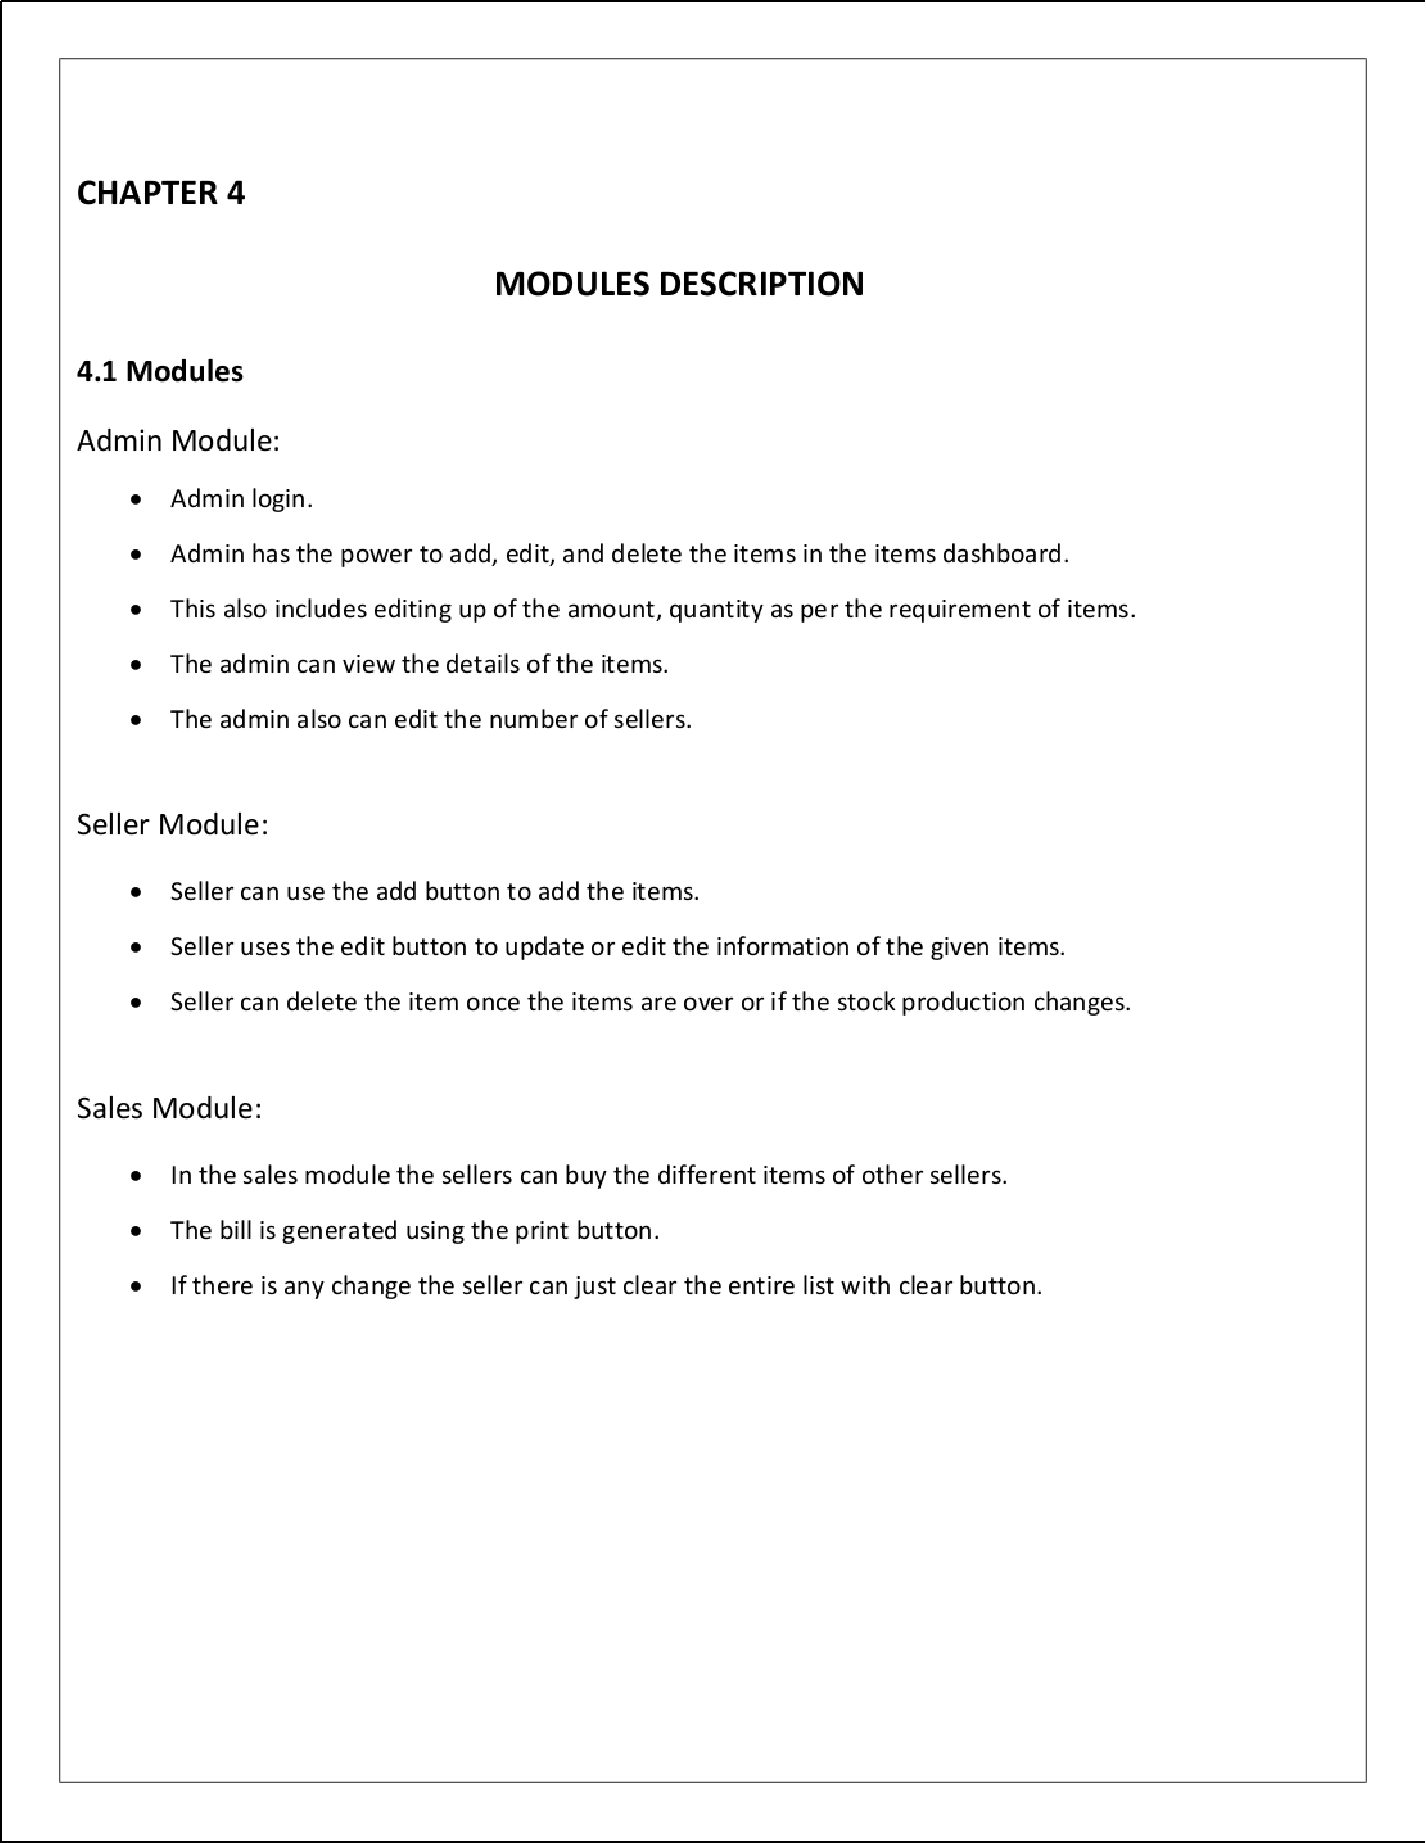 CHAPTER 4
MODULES DESCRIPTION
4.1 Modules
Admin Module:
• Admin login.
• Admin has the power to add, edit, and delete the items in the items dashboard.
• This also includes editing up of the amount, quantity as per the requirement of items.
• The admin can view the details of the items.
• The admin also can edit the number of sellers.
Seller Module:
• Seller can use the add button to add the items.
• Seller uses the edit button to update or edit the information of the given items.
• Seller can delete the item once the items are over or if the stock production changes.
Sales Module:
• In the sales module the sellers can buy the different items of other sellers.
• The bill is generated using the print button.
• If there is any change the seller can just clear the entire list with clear button.